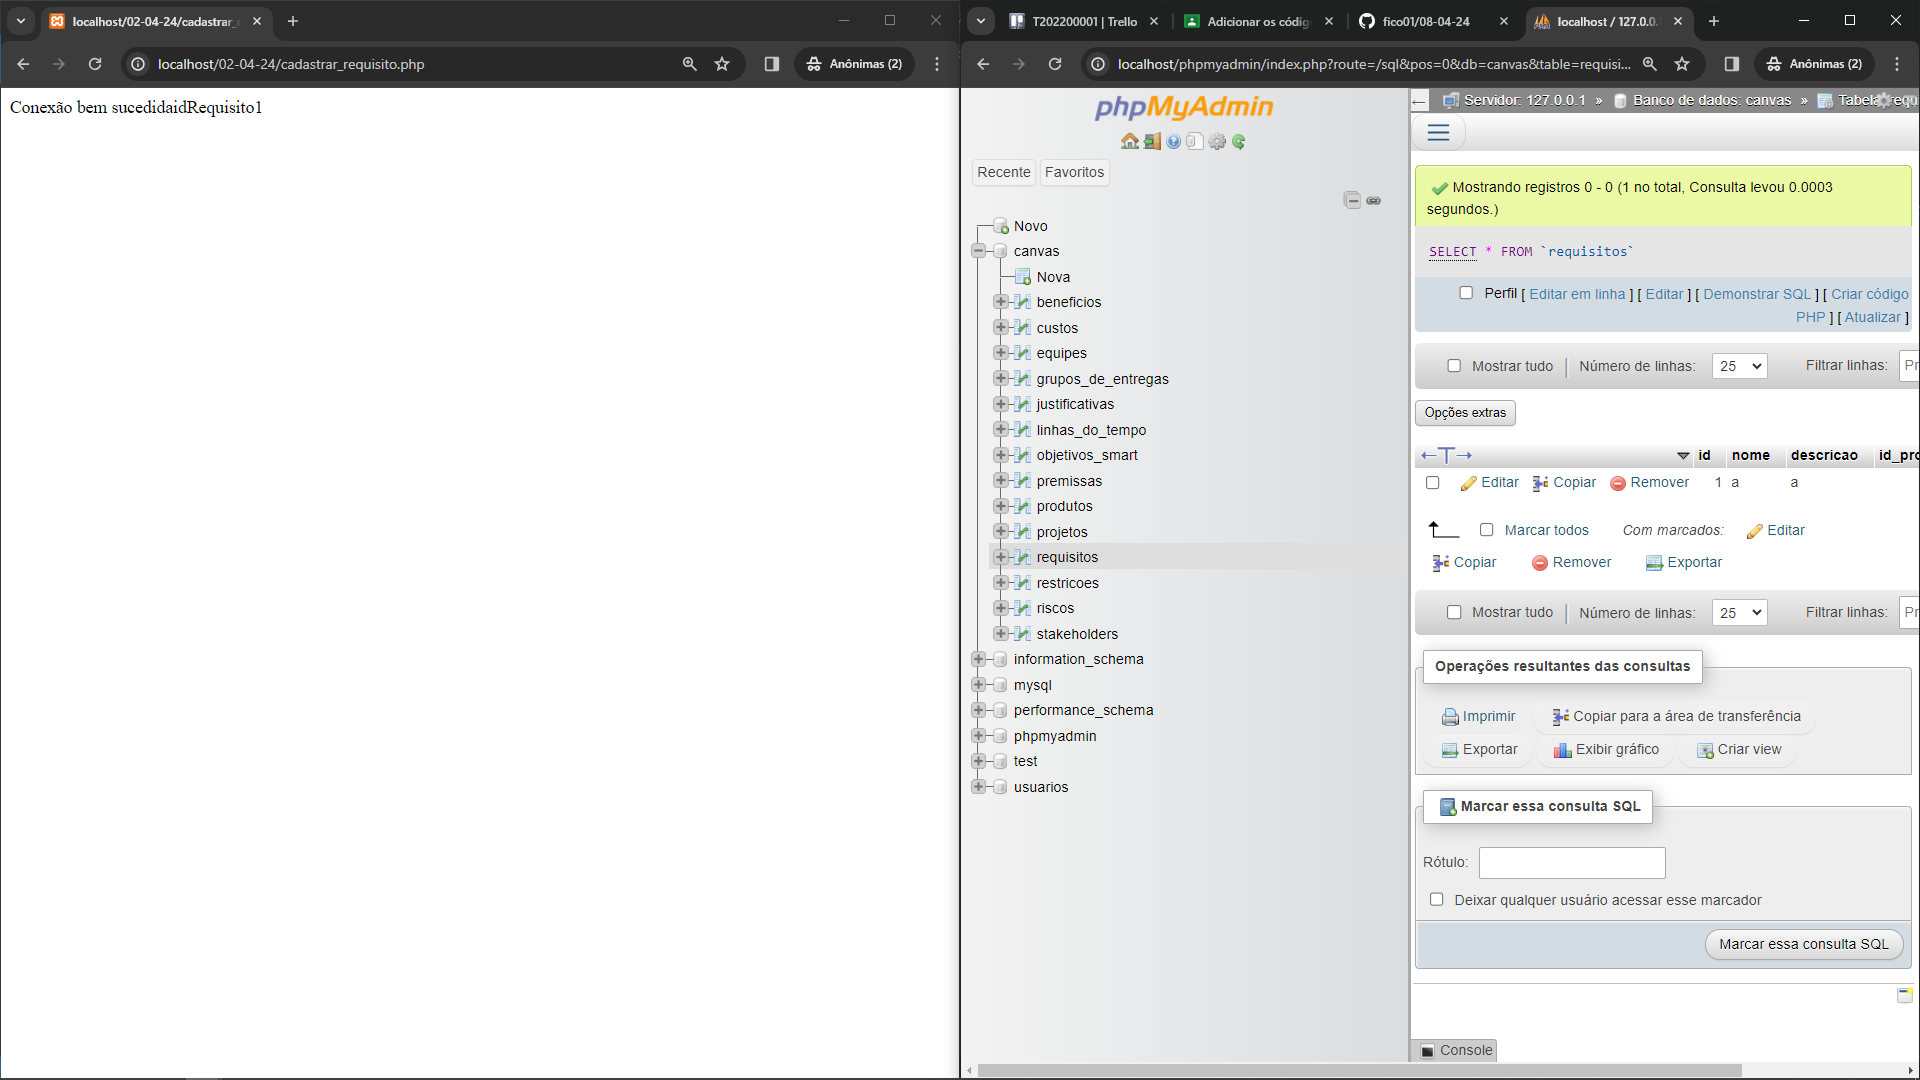 localhost/02-04-24/cadastrar_
localhost/02-04-24/cadastrar_requisito.php
Anônimas (2)
Conexão bem sucedidaidRequisito1
T202200001 | Trello
Adicionar os códig
fico01/08-04-24
localhost / 127.0.0.
localhost/phpmyadmin/index.php?route=/sql&pos=0&db=canvas&table=requisi...
Anônimas (2)
phpMyAdmin
Recente
Favoritos
Novo
canvas
Nova
beneficios
custos
equipes
grupos_de_entregas
justificativas
linhas_do_tempo
objetivos_smart
premissas
produtos
projetos
requisitos
restricoes
riscos
stakeholders
information_schema
mysql
performance_schema
phpmyadmin
test
usuarios
Servidor: 127.0.0.1 » Banco de dados: canvas » Tabela: requ
Mostrando registros 0 - 0 (1 no total, Consulta levou 0.0003
segundos.)
SELECT * FROM `requisitos`
Perfil [ Editar em linha ] [ Editar ] [ Demonstrar SQL ] [ Criar código
PHP ] [ Atualizar ]
Mostrar tudo | Número de linhas: 25 Filtrar linhas: Pr
Opções extras
id nome descricao id_pro
Editar Copiar Remover 1 a a
Marcar todos Com marcados: Editar
Copiar Remover Exportar
Mostrar tudo | Número de linhas: 25 Filtrar linhas: Pr
Operações resultantes das consultas
Imprimir Copiar para a área de transferência
Exportar Exibir gráfico Criar view
Marcar essa consulta SQL
Rótulo:
Deixar qualquer usuário acessar esse marcador
Marcar essa consulta SQL
Console